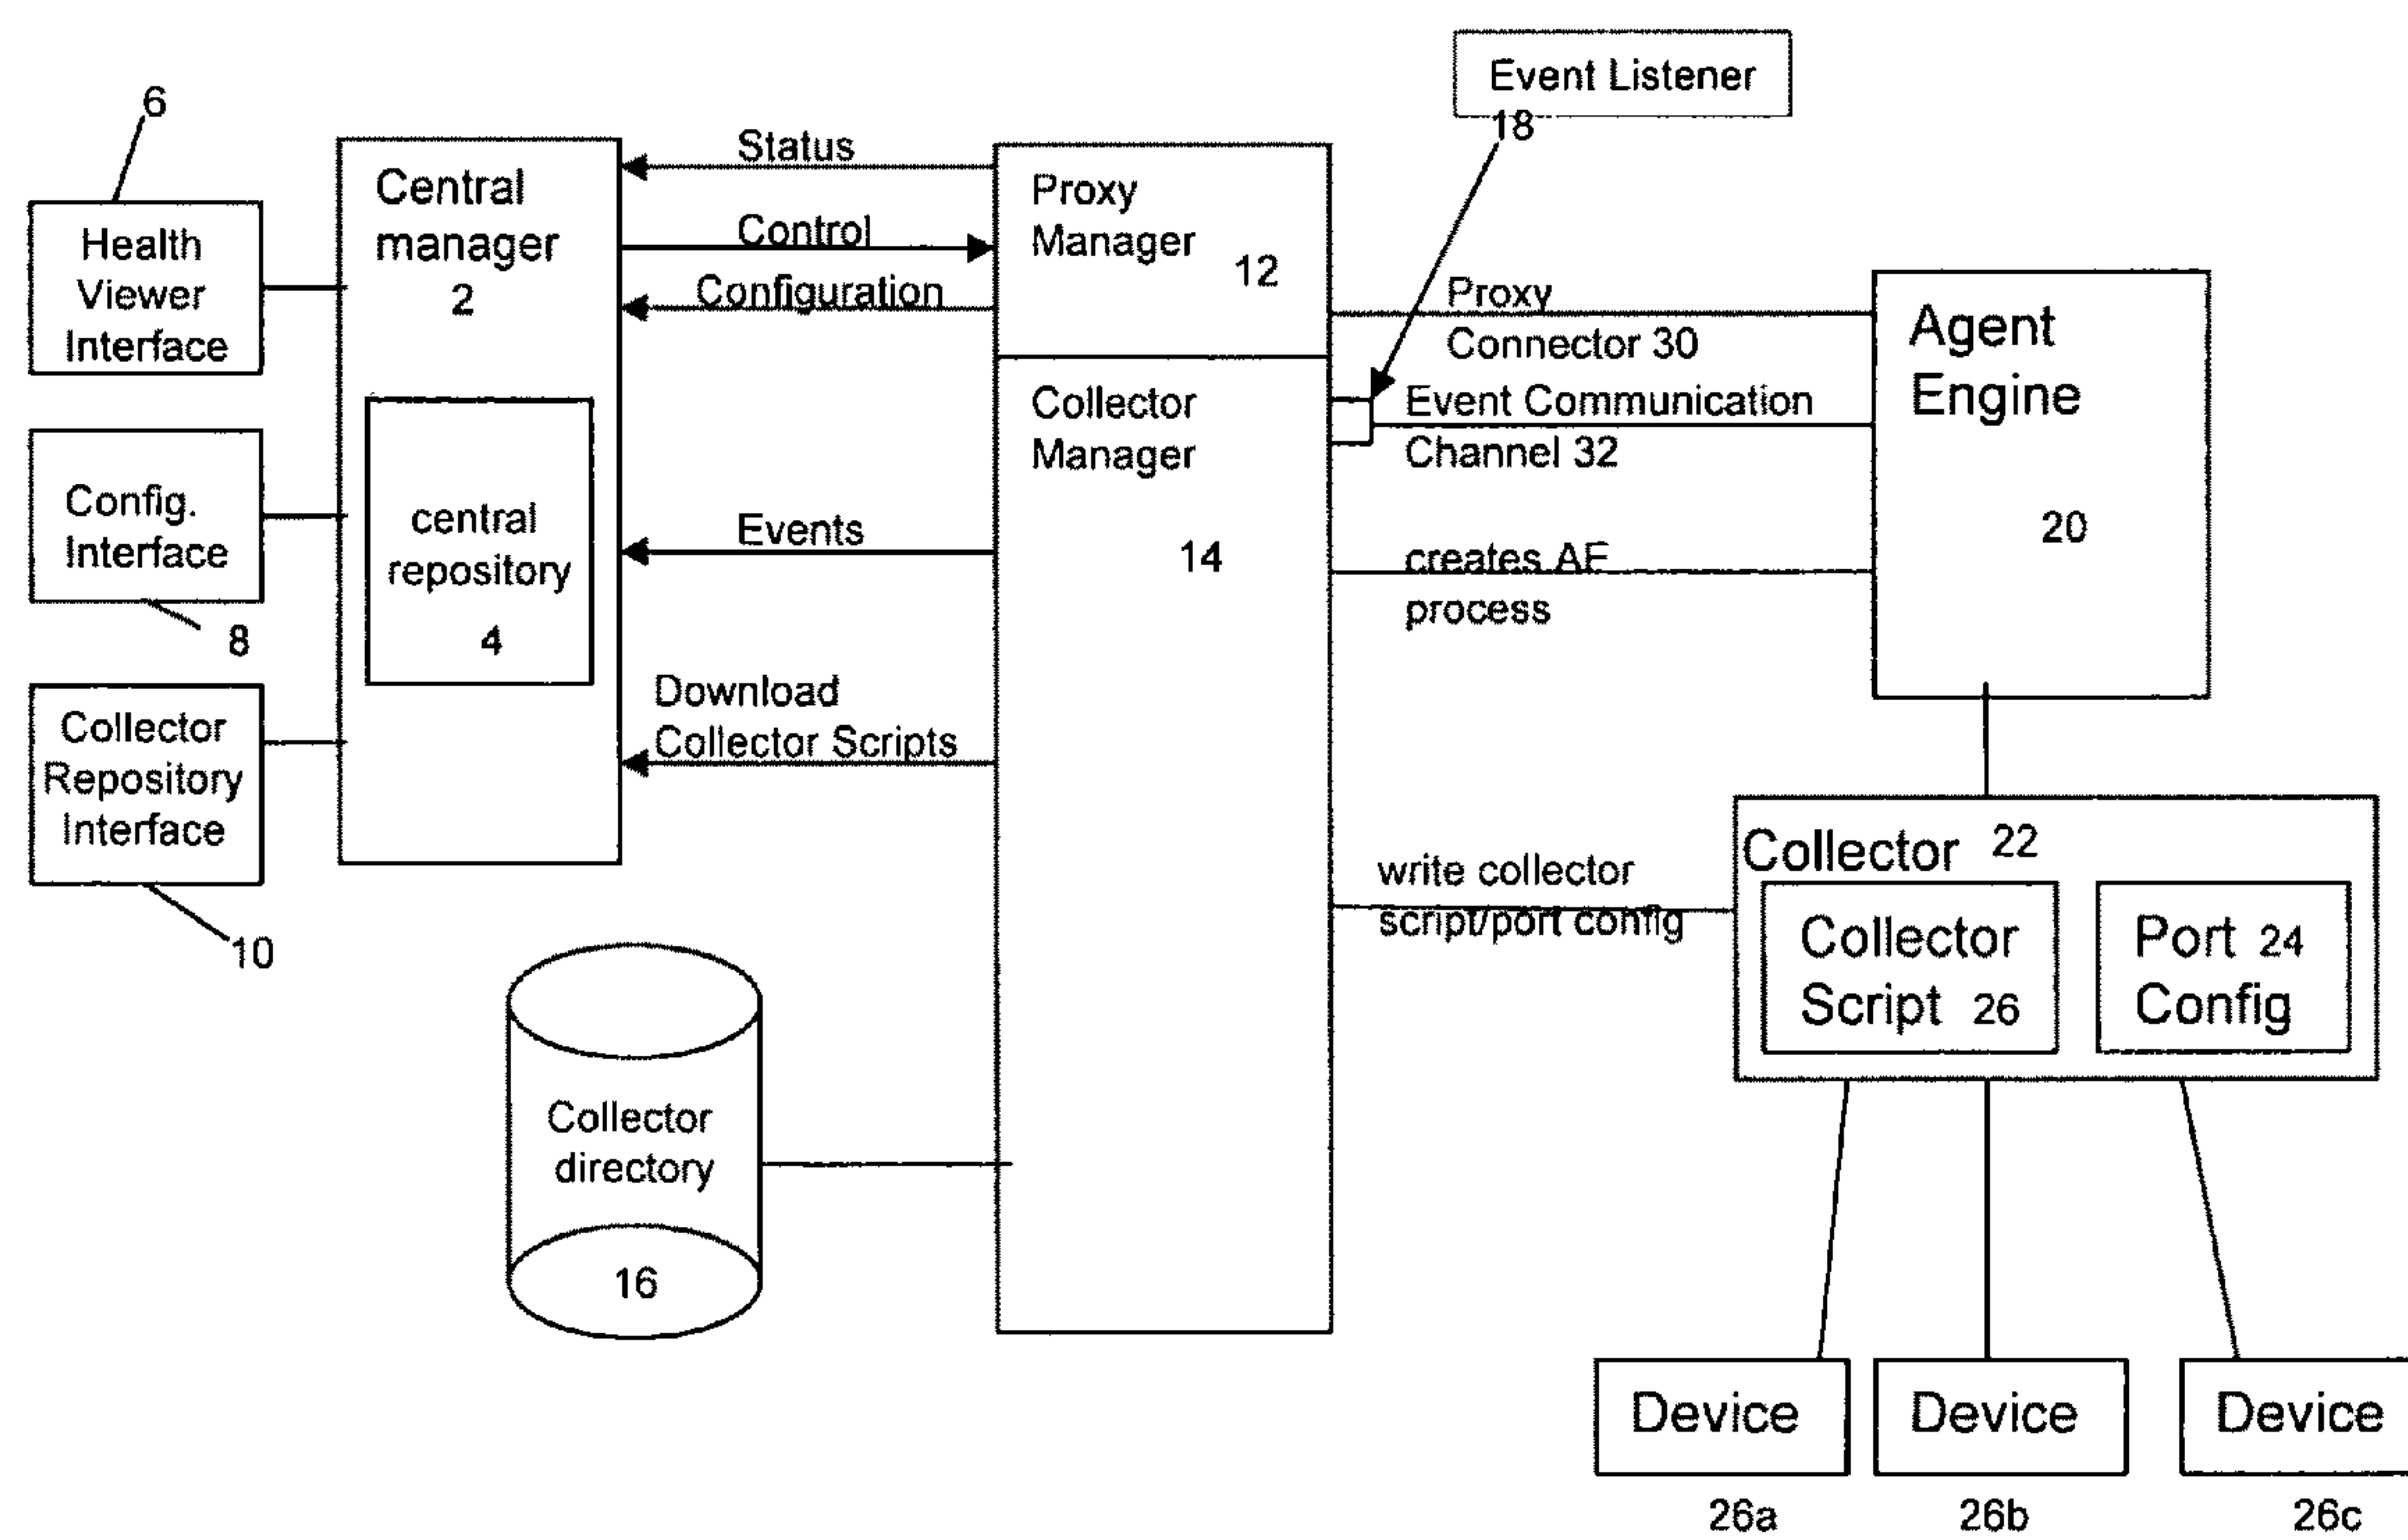 Event Listener
18
6
Health
Viewer
Interface
Config.
Interface
8
Collector
Repository
Interface
10
Central
manager
2
central
repository
4
Status
Control
Configuration
Events
Download
Collector Scripts
Proxy
Manager
12
Collector
Manager
14
Collector
directory
16
Proxy
Connector 30
Event Communication
Channel 32
creates AE
process
write collector
script/port config
Agent
Engine
20
Collector 22
Collector
Script 26
Port 24
Config
Device
Device
Device
26a
26b
26c